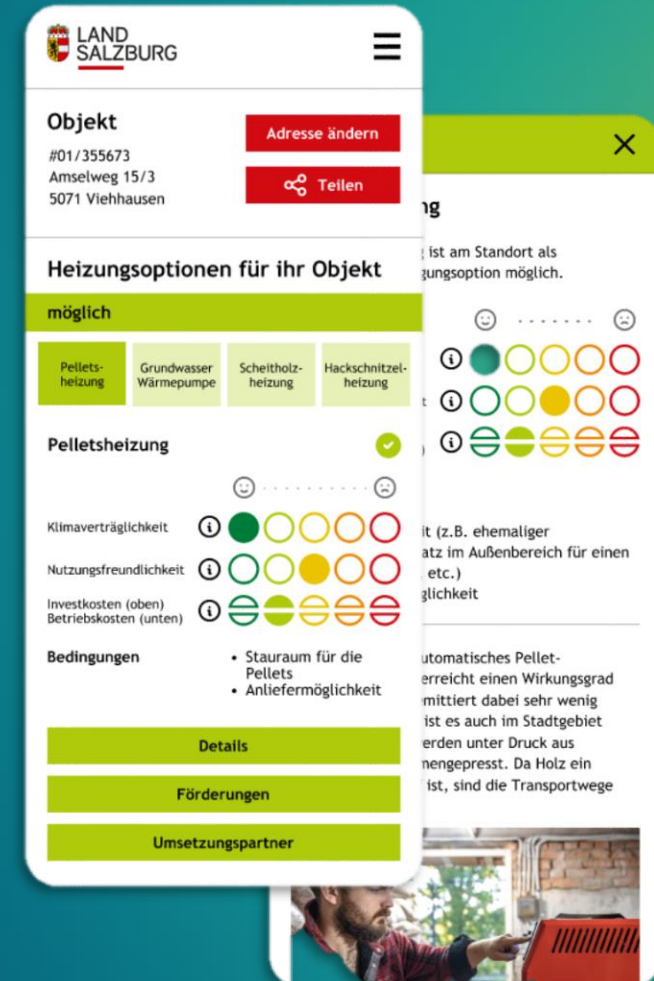 LAND
SALZBURG
Objekt
#01/355673
Amselweg 15/3
5071 Viehhausen
Adresse ändern
Teilen
Heizungsoptionen für ihr Objekt
möglich
Pellets-
heizung
Grundwasser
Wärmepumpe
Scheitholz-
heizung
Hackschnitzel-
heizung
Pelletsheizung
Klimaverträglichkeit
Nutzungsfreundlichkeit
Investkosten (oben)
Betriebskosten (unten)
Bedingungen
• Stauraum für die
Pellets
• Anliefermöglichkeit
Details
Förderungen
Umsetzungspartner
ist am Standort als
gungsoption möglich.
it (z.B. ehemaliger
atz im Außenbereich für einen
etc.)
glichkeit
utomatisches Pellet-
erreicht einen Wirkungsgrad
mittiert dabei sehr wenig
ist es auch im Stadtgebiet
erden unter Druck aus
mengepresst. Da Holz ein
ist, sind die Transportwege